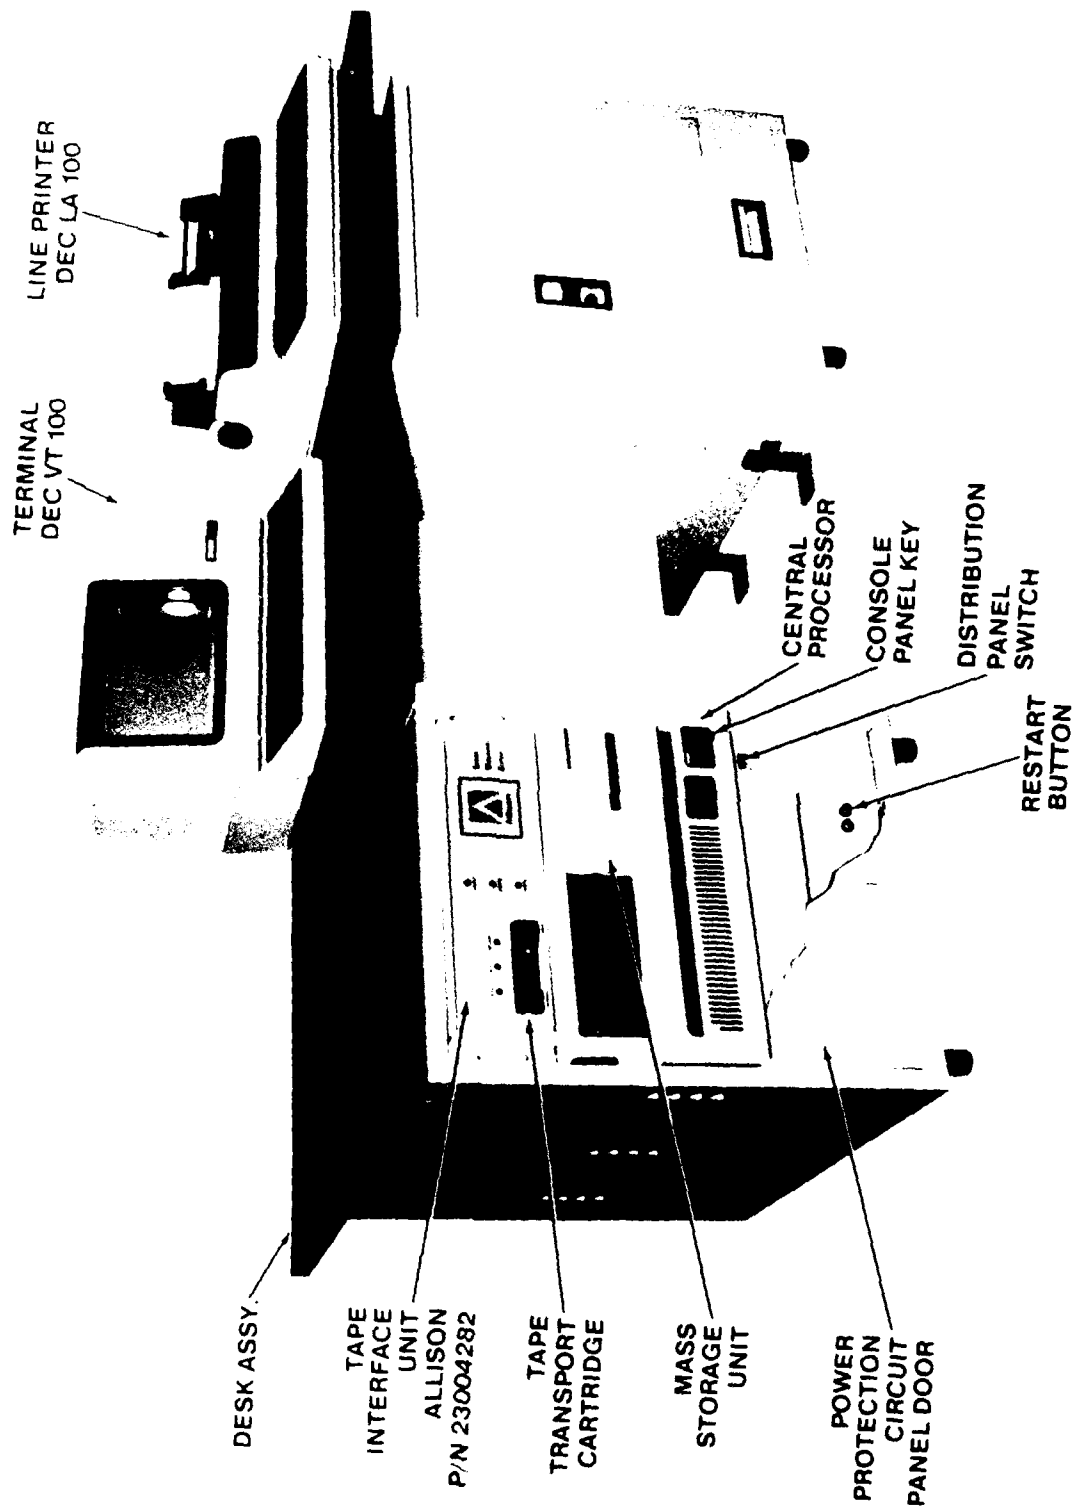 LINE PRINTER
DEC LA 100
TERMINAL
DEC VT 100
CENTRAL
PROCESSOR
CONSOLE
PANEL KEY
DISTRIBUTION
PANEL
SWITCH
RESTART
BUTTON
DESK ASSY.
TAPE
INTERFACE
UNIT
ALLISON
P/N 23004282
TAPE
TRANSPORT
CARTRIDGE
MASS
STORAGE
UNIT
POWER
PROTECTION
CIRCUIT
PANEL DOOR